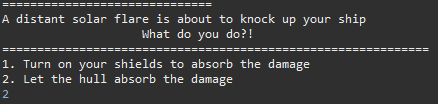 ==============================
A distant solar flare is about to knock up your ship
What do you do?!
=============================================================
1. Turn on your shields to absorb the damage
2. Let the hull absorb the damage
2